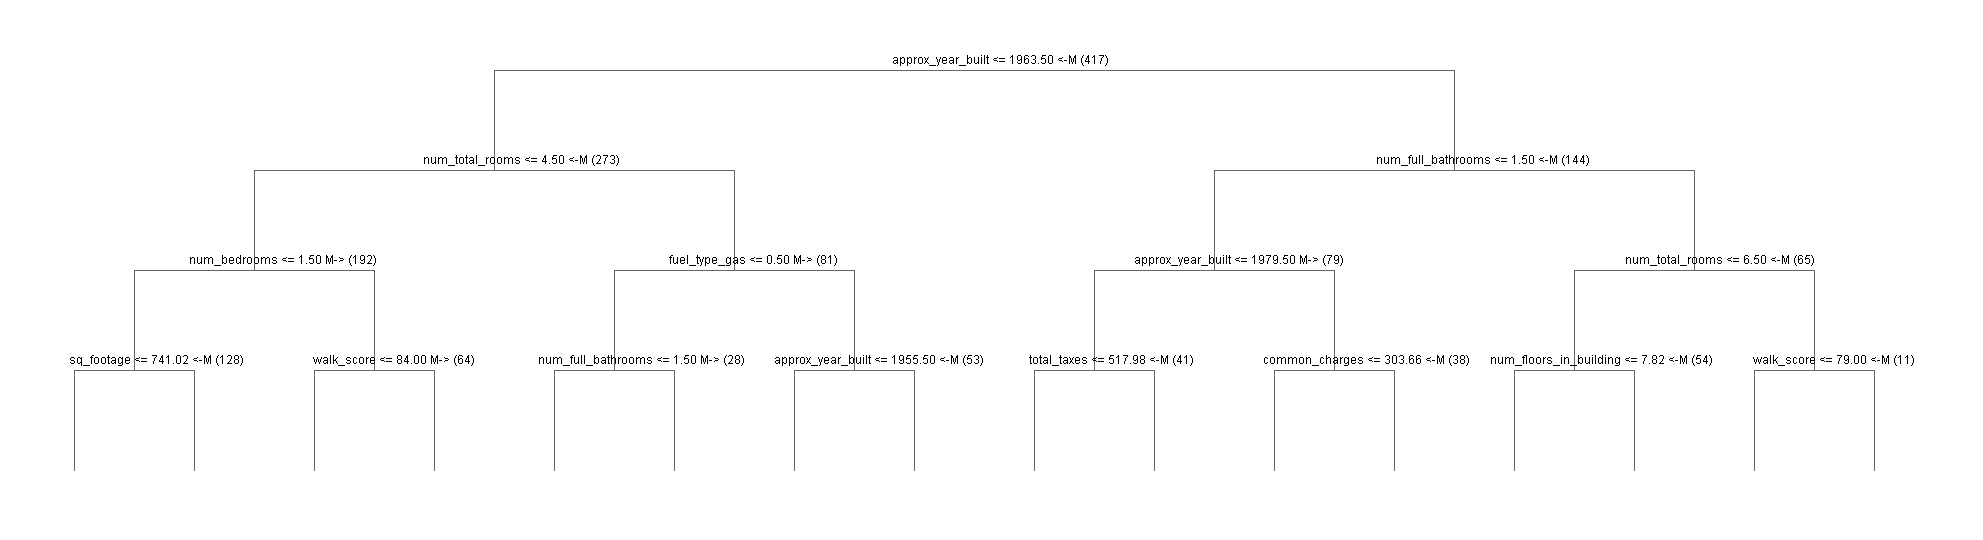 approx_year_built <= 1963.50 <-M (417)
num_total_rooms <= 4.50 <-M (273)
num_full_bathrooms <= 1.50 <-M (144)
num_bedrooms <= 1.50 M-> (192)
fuel_type_gas <= 0.50 M-> (81)
approx_year_built <= 1979.50 M-> (79)
num_total_rooms <= 6.50 <-M (65)
sq_footage <= 741.02 <-M (128)
walk_score <= 84.00 M-> (64)
num_full_bathrooms <= 1.50 M-> (28)
approx_year_built <= 1955.50 <-M (53)
total_taxes <= 517.98 <-M (41)
common_charges <= 303.66 <-M (38)
num_floors_in_building <= 7.82 <-M (54)
walk_score <= 79.00 <-M (11)